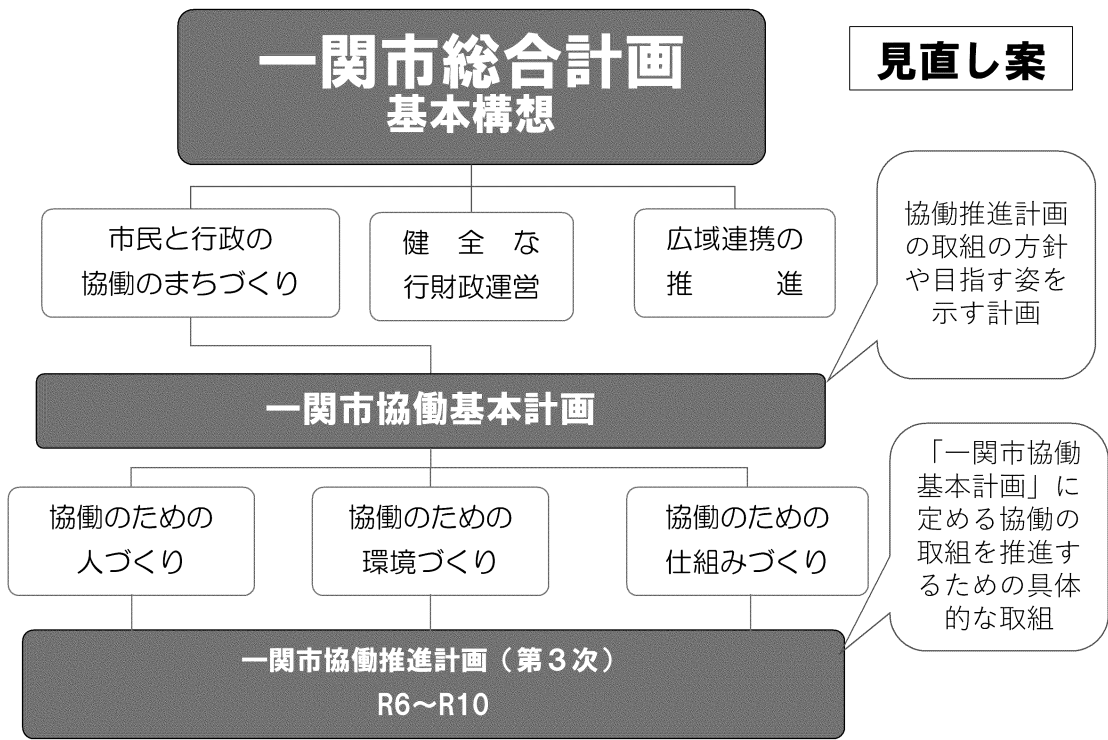 一関市総合計画
基本構想
見直し案
市民と行政の
協働のまちづくり
健全な
行財政運営
広域連携の
推進
協働推進計画
の取組の方針
や目指す姿を
示す計画
一関市協働基本計画
協働のための
人づくり
協働のための
環境づくり
協働のための
仕組みづくり
「一関市協働
基本計画」に
定める協働の
取組を推進す
るための具体
的な取組
一関市協働推進計画（第３次）
R6～R10